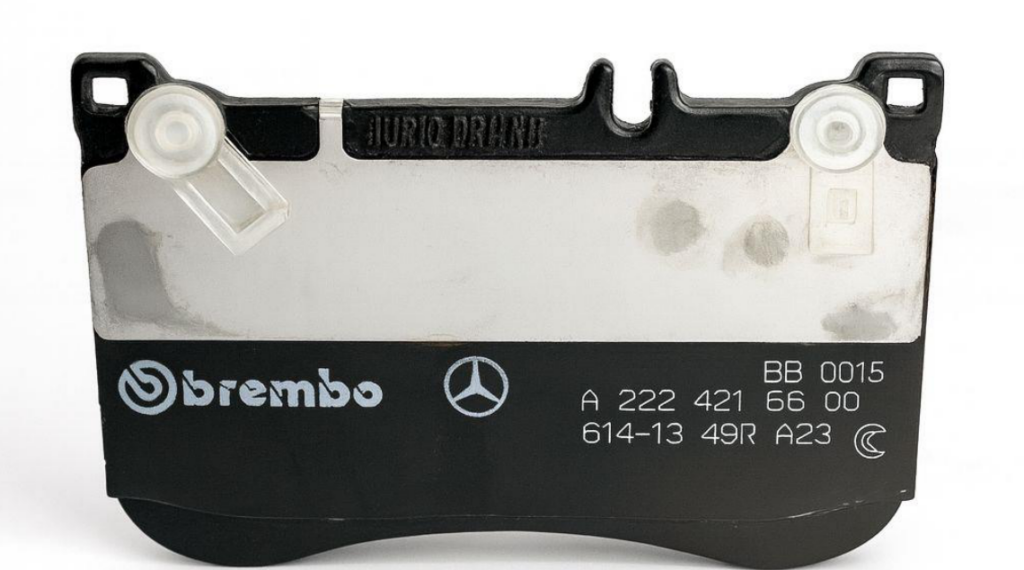 brembo
BB 0015
A 222 421 66 00
614-13 49R A23